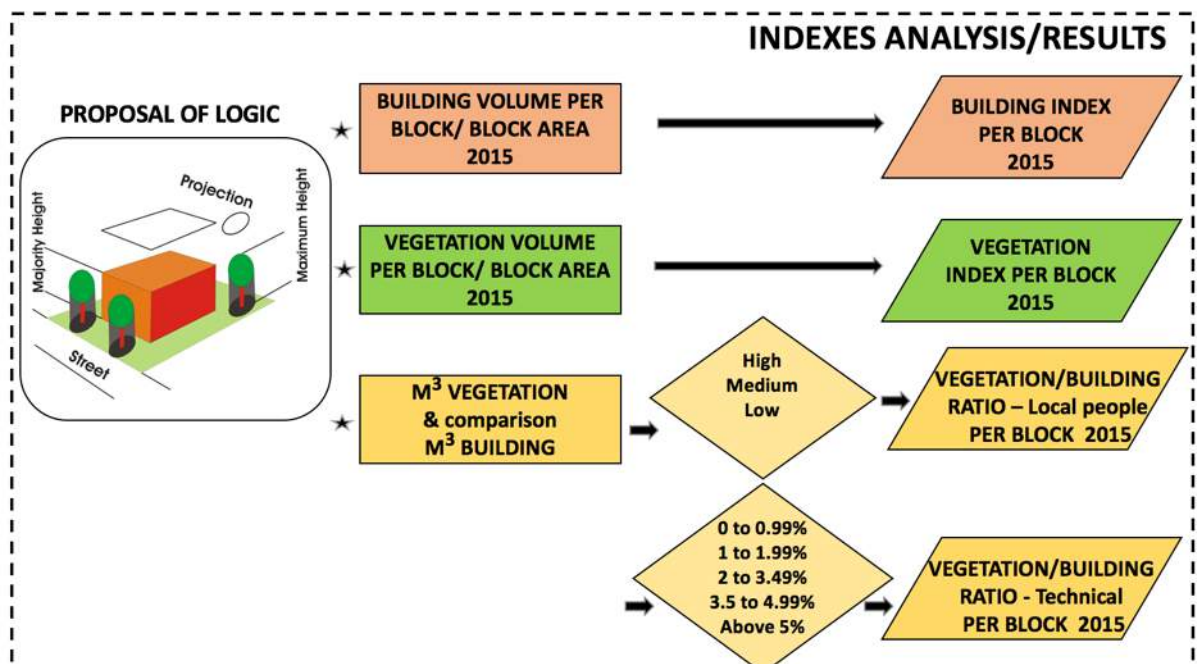 INDEXES ANALYSIS/RESULTS
PROPOSAL OF LOGIC
Projection
Majority Height
Maximum Height
Street
BUILDING VOLUME PER
BLOCK/ BLOCK AREA
2015
BUILDING INDEX
PER BLOCK
2015
VEGETATION VOLUME
PER BLOCK/ BLOCK AREA
2015
VEGETATION
INDEX PER BLOCK
2015
M³ VEGETATION
& comparison
M³ BUILDING
High
Medium
Low
VEGETATION/BUILDING
RATIO – Local people
PER BLOCK 2015
0 to 0.99%
1 to 1.99%
2 to 3.49%
3.5 to 4.99%
Above 5%
VEGETATION/BUILDING
RATIO - Technical
PER BLOCK 2015